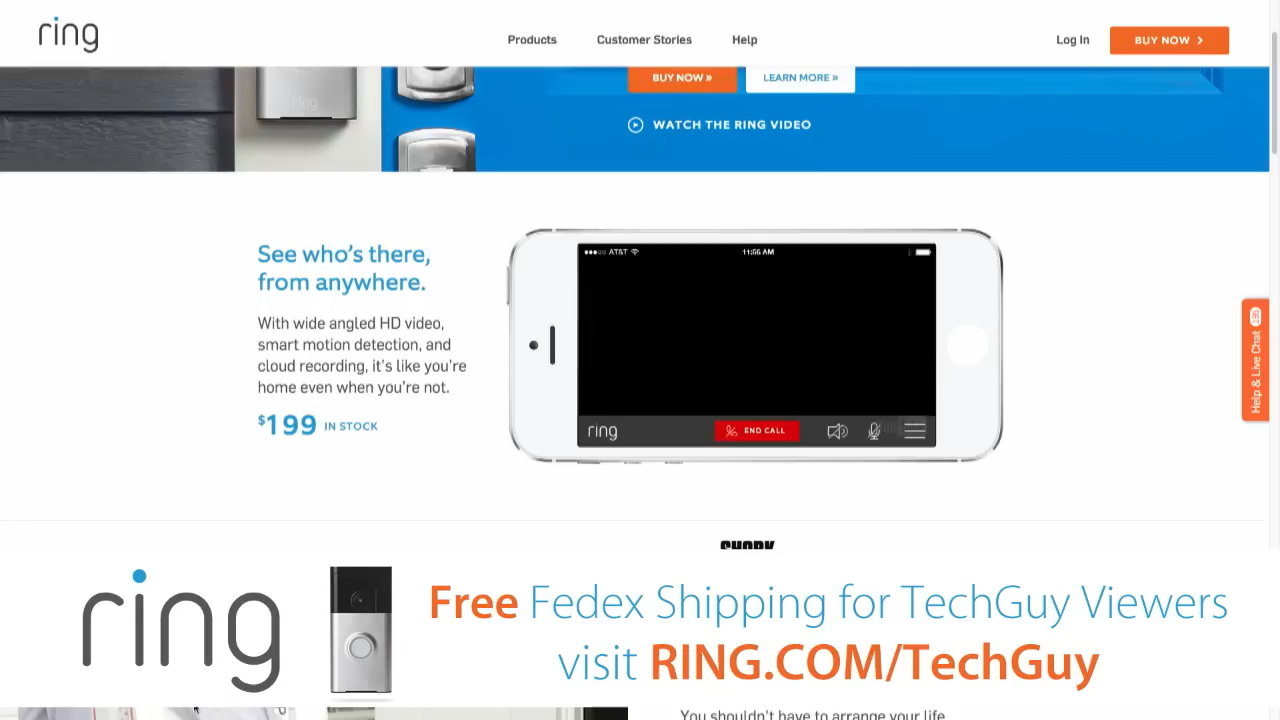 ring
Products
Customer Stories
Help
Log In
BUY NOW >
ring
BUY NOW »
LEARN MORE »
WATCH THE RING VIDEO
See who's there,
from anywhere.
With wide angled HD video,
smart motion detection, and
cloud recording, it's like you're
home even when you're not.
$199 IN STOCK
AT&T
11:56 AM
ring
END CALL
Help & Live Chat
ring
Free Fedex Shipping for TechGuy Viewers
visit RING.COM/TechGuy
You shouldn't have to arrange your life